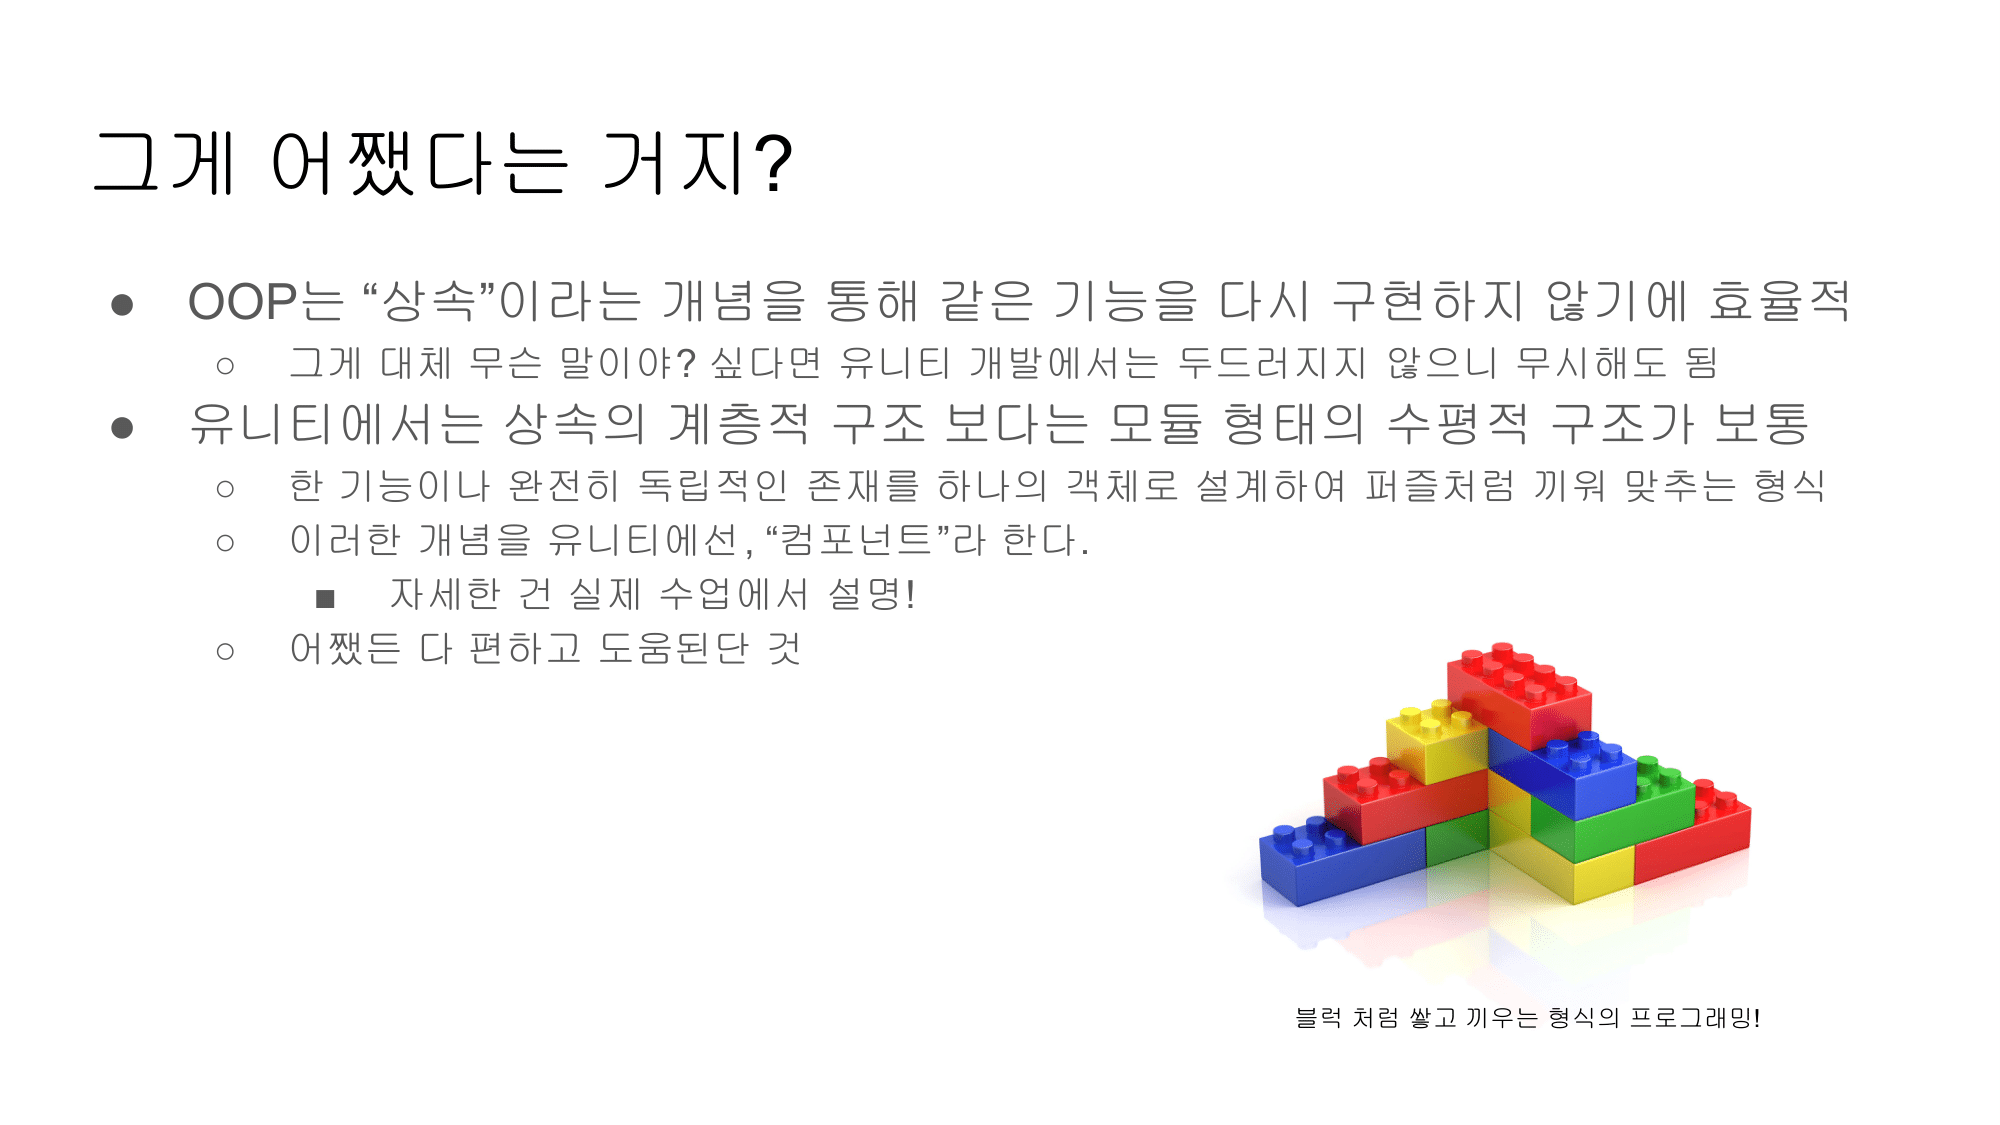 그게 어쨌다는 거지?
● OOP는 “상속”이라는 개념을 통해 같은 기능을 다시 구현하지 않기에 효율적
○ 그게 대체 무슨 말이야? 싶다면 유니티 개발에서는 두드러지지 않으니 무시해도 됨
● 유니티에서는 상속의 계층적 구조 보다는 모듈 형태의 수평적 구조가 보통
○ 한 기능이나 완전히 독립적인 존재를 하나의 객체로 설계하여 퍼즐처럼 끼워 맞추는 형식
○ 이러한 개념을 유니티에선, “컴포넌트”라 한다.
■ 자세한 건 실제 수업에서 설명!
○ 어쨌든 다 편하고 도움된단 것
블럭 처럼 쌓고 끼우는 형식의 프로그래밍!